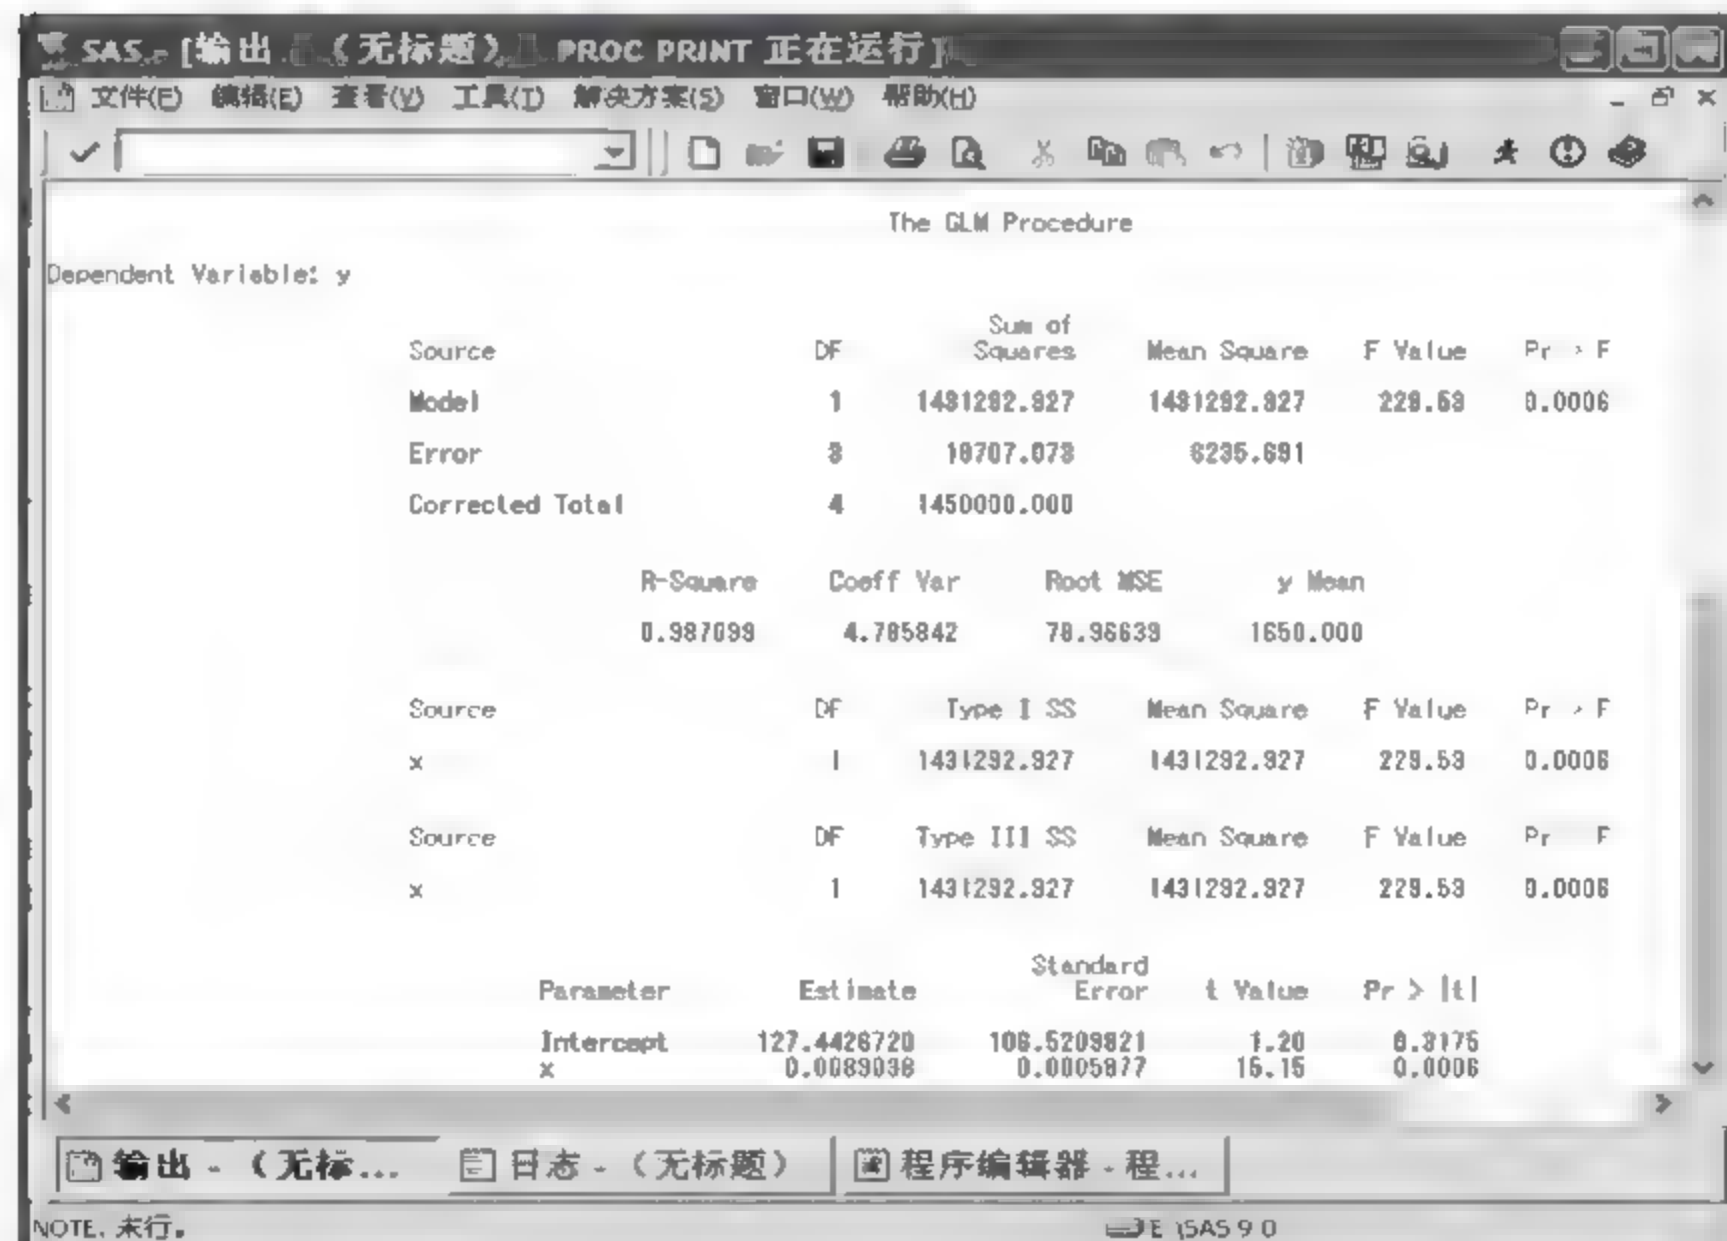 SAS - [输出 - (无标题) PROC PRINT 正在运行]
文件(F) 编辑(E) 查看(V) 工具(T) 解决方案(S) 窗口(W) 帮助(H)
The GLM Procedure
Dependent Variable: y
Sum of
Source DF Squares Mean Square F Value Pr > F
Model 1 1431292.927 1431292.927 229.53 0.0006
Error 3 18707.073 6235.691
Corrected Total 4 1450000.000
R-Square Coeff Var Root MSE y Mean
0.987099 4.785842 78.96639 1650.000
Source DF Type I SS Mean Square F Value Pr > F
x 1 1431292.927 1431292.927 229.53 0.0006
Source DF Type III SS Mean Square F Value Pr F
x 1 1431292.927 1431292.927 229.53 0.0006
Standard
Parameter Estimate Error t Value Pr > |t|
Intercept 127.4426720 106.5209821 1.20 0.3175
x 0.0089038 0.0005877 15.15 0.0006
输出 - (无标... 日志 - (无标题) 程序编辑器 - 程...
NOTE. 末行。 E \SAS 9 0